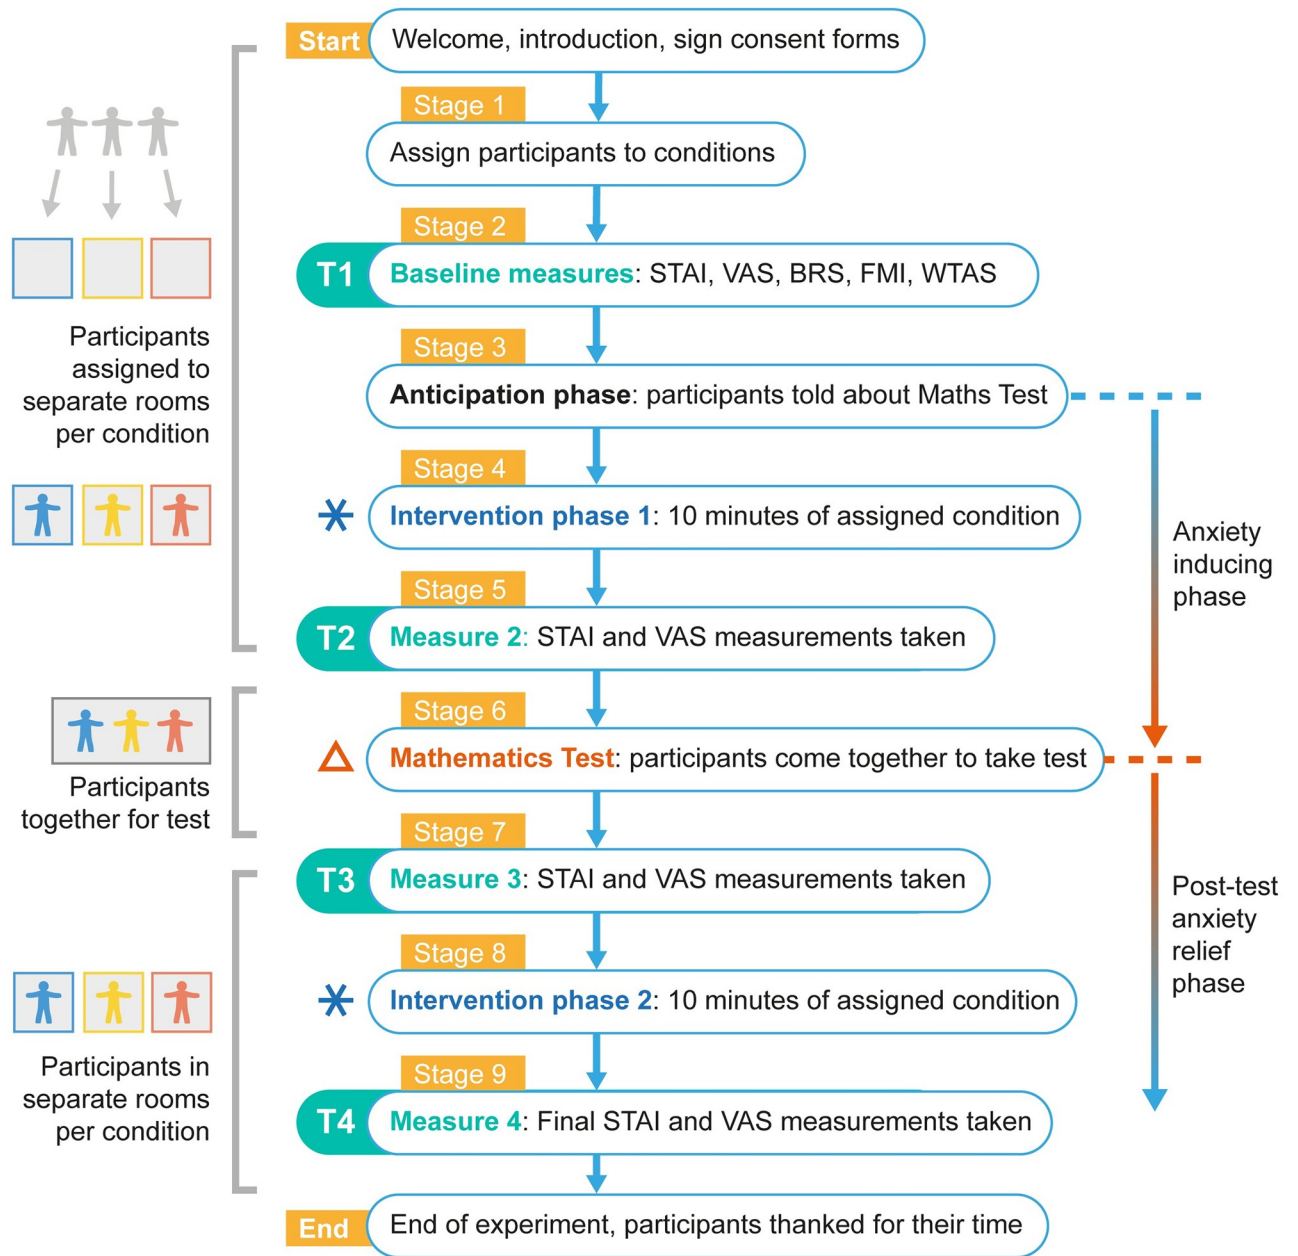 Start
Welcome, introduction, sign consent forms
Stage 1
Assign participants to conditions
Stage 2
T1
Baseline measures: STAI, VAS, BRS, FMI, WTAS
Participants
assigned to
separate rooms
per condition
Stage 3
Anticipation phase: participants told about Maths Test
Stage 4
Intervention phase 1: 10 minutes of assigned condition
Anxiety
inducing
phase
Stage 5
T2
Measure 2: STAI and VAS measurements taken
Stage 6
Mathematics Test: participants come together to take test
Participants
together for test
Stage 7
T3
Measure 3: STAI and VAS measurements taken
Post-test
anxiety
relief
phase
Stage 8
Intervention phase 2: 10 minutes of assigned condition
Participants in
separate rooms
per condition
Stage 9
T4
Measure 4: Final STAI and VAS measurements taken
End
End of experiment, participants thanked for their time